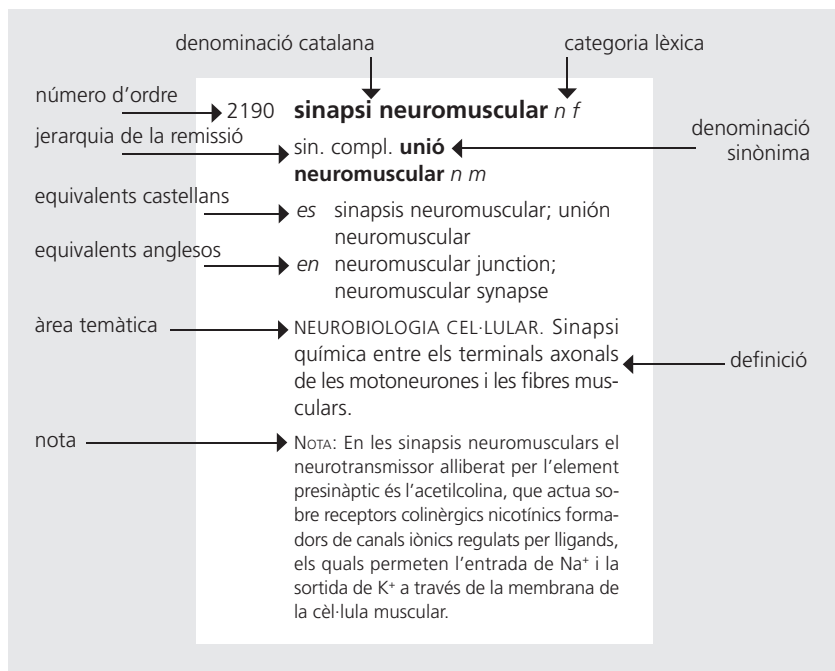 denominació catalana
categoria lèxica
número d'ordre
2190 sinapsi neuromuscular n f
jerarquia de la remissió
sin. compl. unió
neuromuscular n m
denominació
sinònima
equivalents castellans
es sinapsis neuromuscular; unión
neuromuscular
equivalents anglesos
en neuromuscular junction;
neuromuscular synapse
àrea temàtica
NEUROBIOLOGIA CEL·LULAR. Sinapsi
química entre els terminals axonals
de les motoneurones i les fibres mus-
culars.
definició
nota
NOTA: En les sinapsis neuromusculars el
neurotransmissor alliberat per l'element
presinàptic és l'acetilcolina, que actua so-
bre receptors colinèrgics nicotínics forma-
dors de canals iònics regulats per lligands,
els quals permeten l'entrada de Na⁺ i la
sortida de K⁺ a través de la membrana de
la cèl·lula muscular.